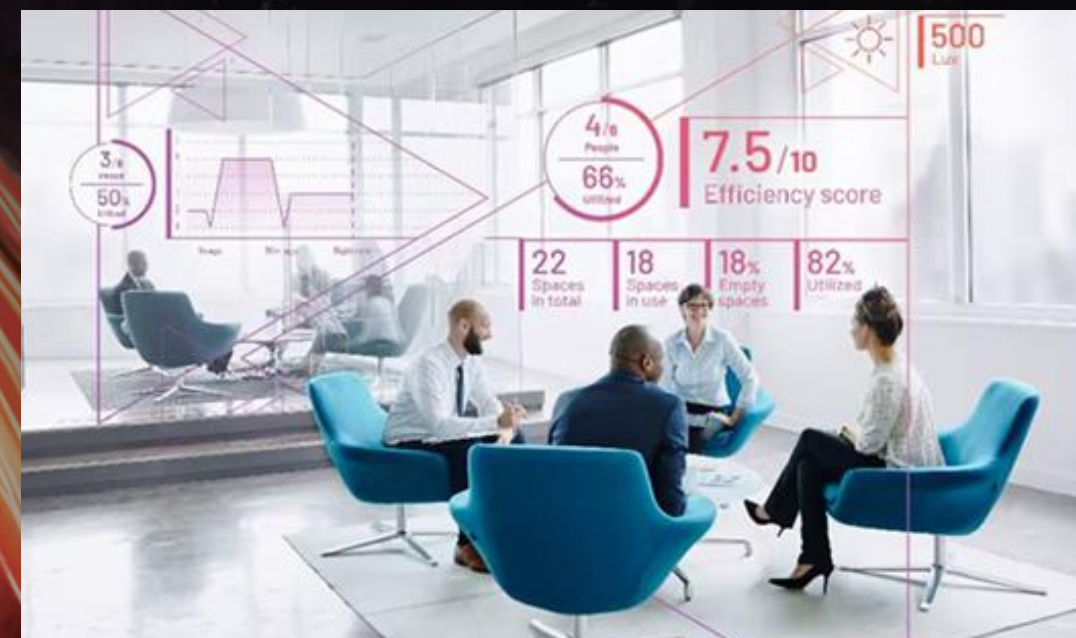 500
Lux
4/6
People
66%
Utilized
7.5/10
Efficiency score
3/6
50%
Utilized
22
Spaces
in total
18
Spaces
in use
18%
Empty
spaces
82%
Utilized